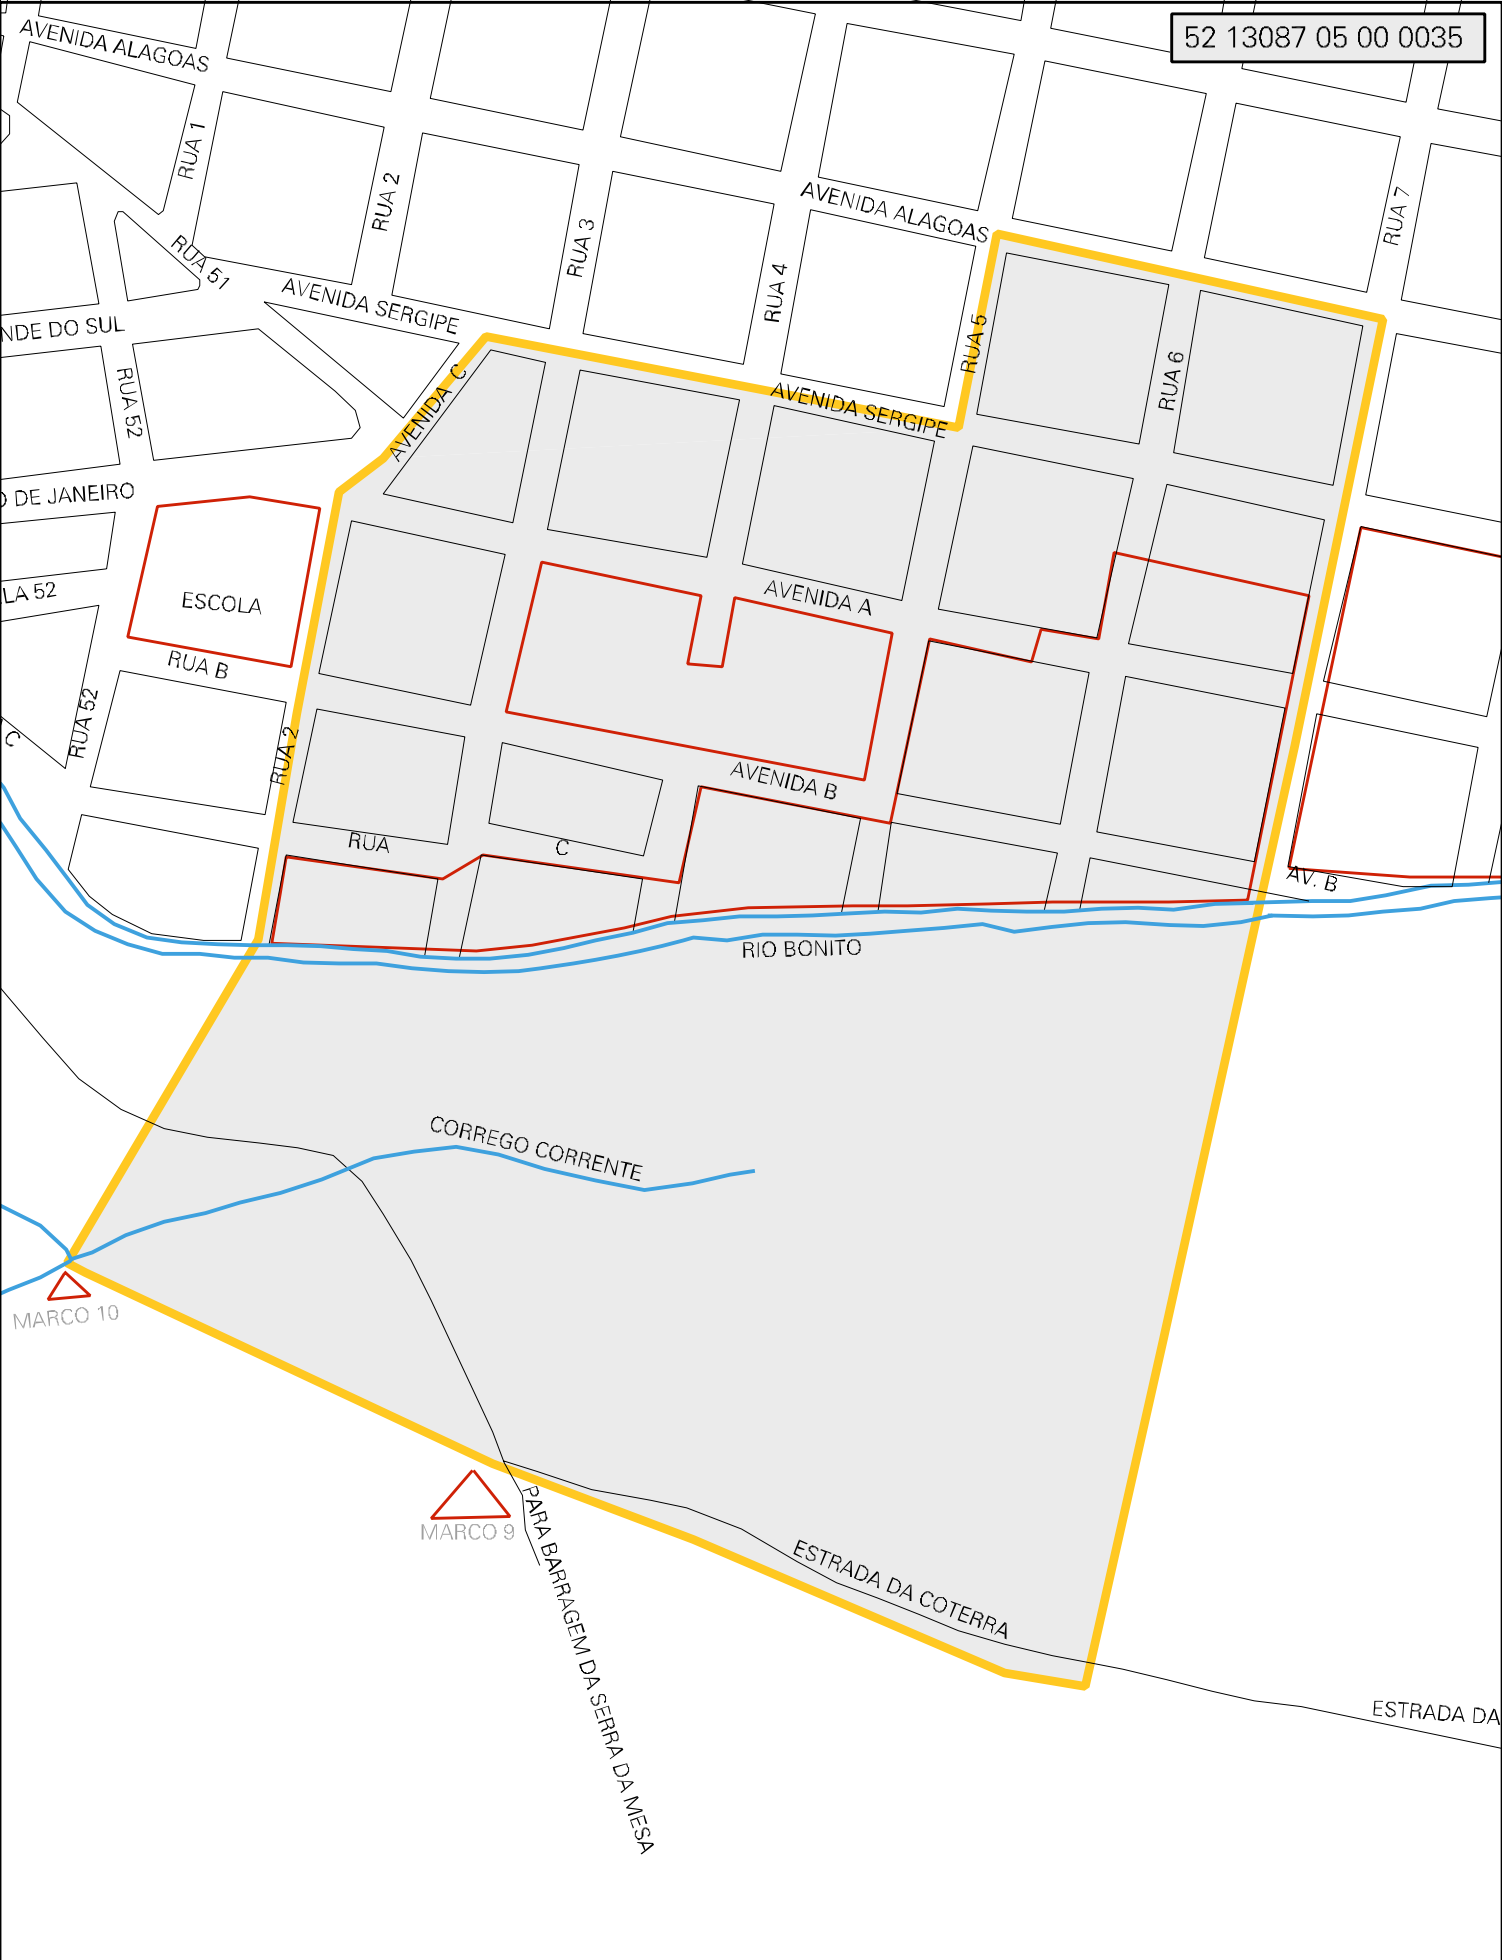 52 13087 05 00 0035
AVENIDA ALAGOAS
RUA 1
RUA 2
RUA 3
RUA 4
AVENIDA ALAGOAS
RUA 7
RUA 51
AVENIDA SERGIPE
NDE DO SUL
RUA 52
AVENIDA C
RUA 5
RUA 6
AVENIDA SERGIPE
O DE JANEIRO
LA 52
ESCOLA
AVENIDA A
RUA B
RUA 52
C
RUA 2
AVENIDA B
RUA C
AV. B
RIO BONITO
CORREGO CORRENTE
MARCO 10
MARCO 9
PARA BARRAGEM DA SERRA DA MESA
ESTRADA DA COTERRA
ESTRADA DA